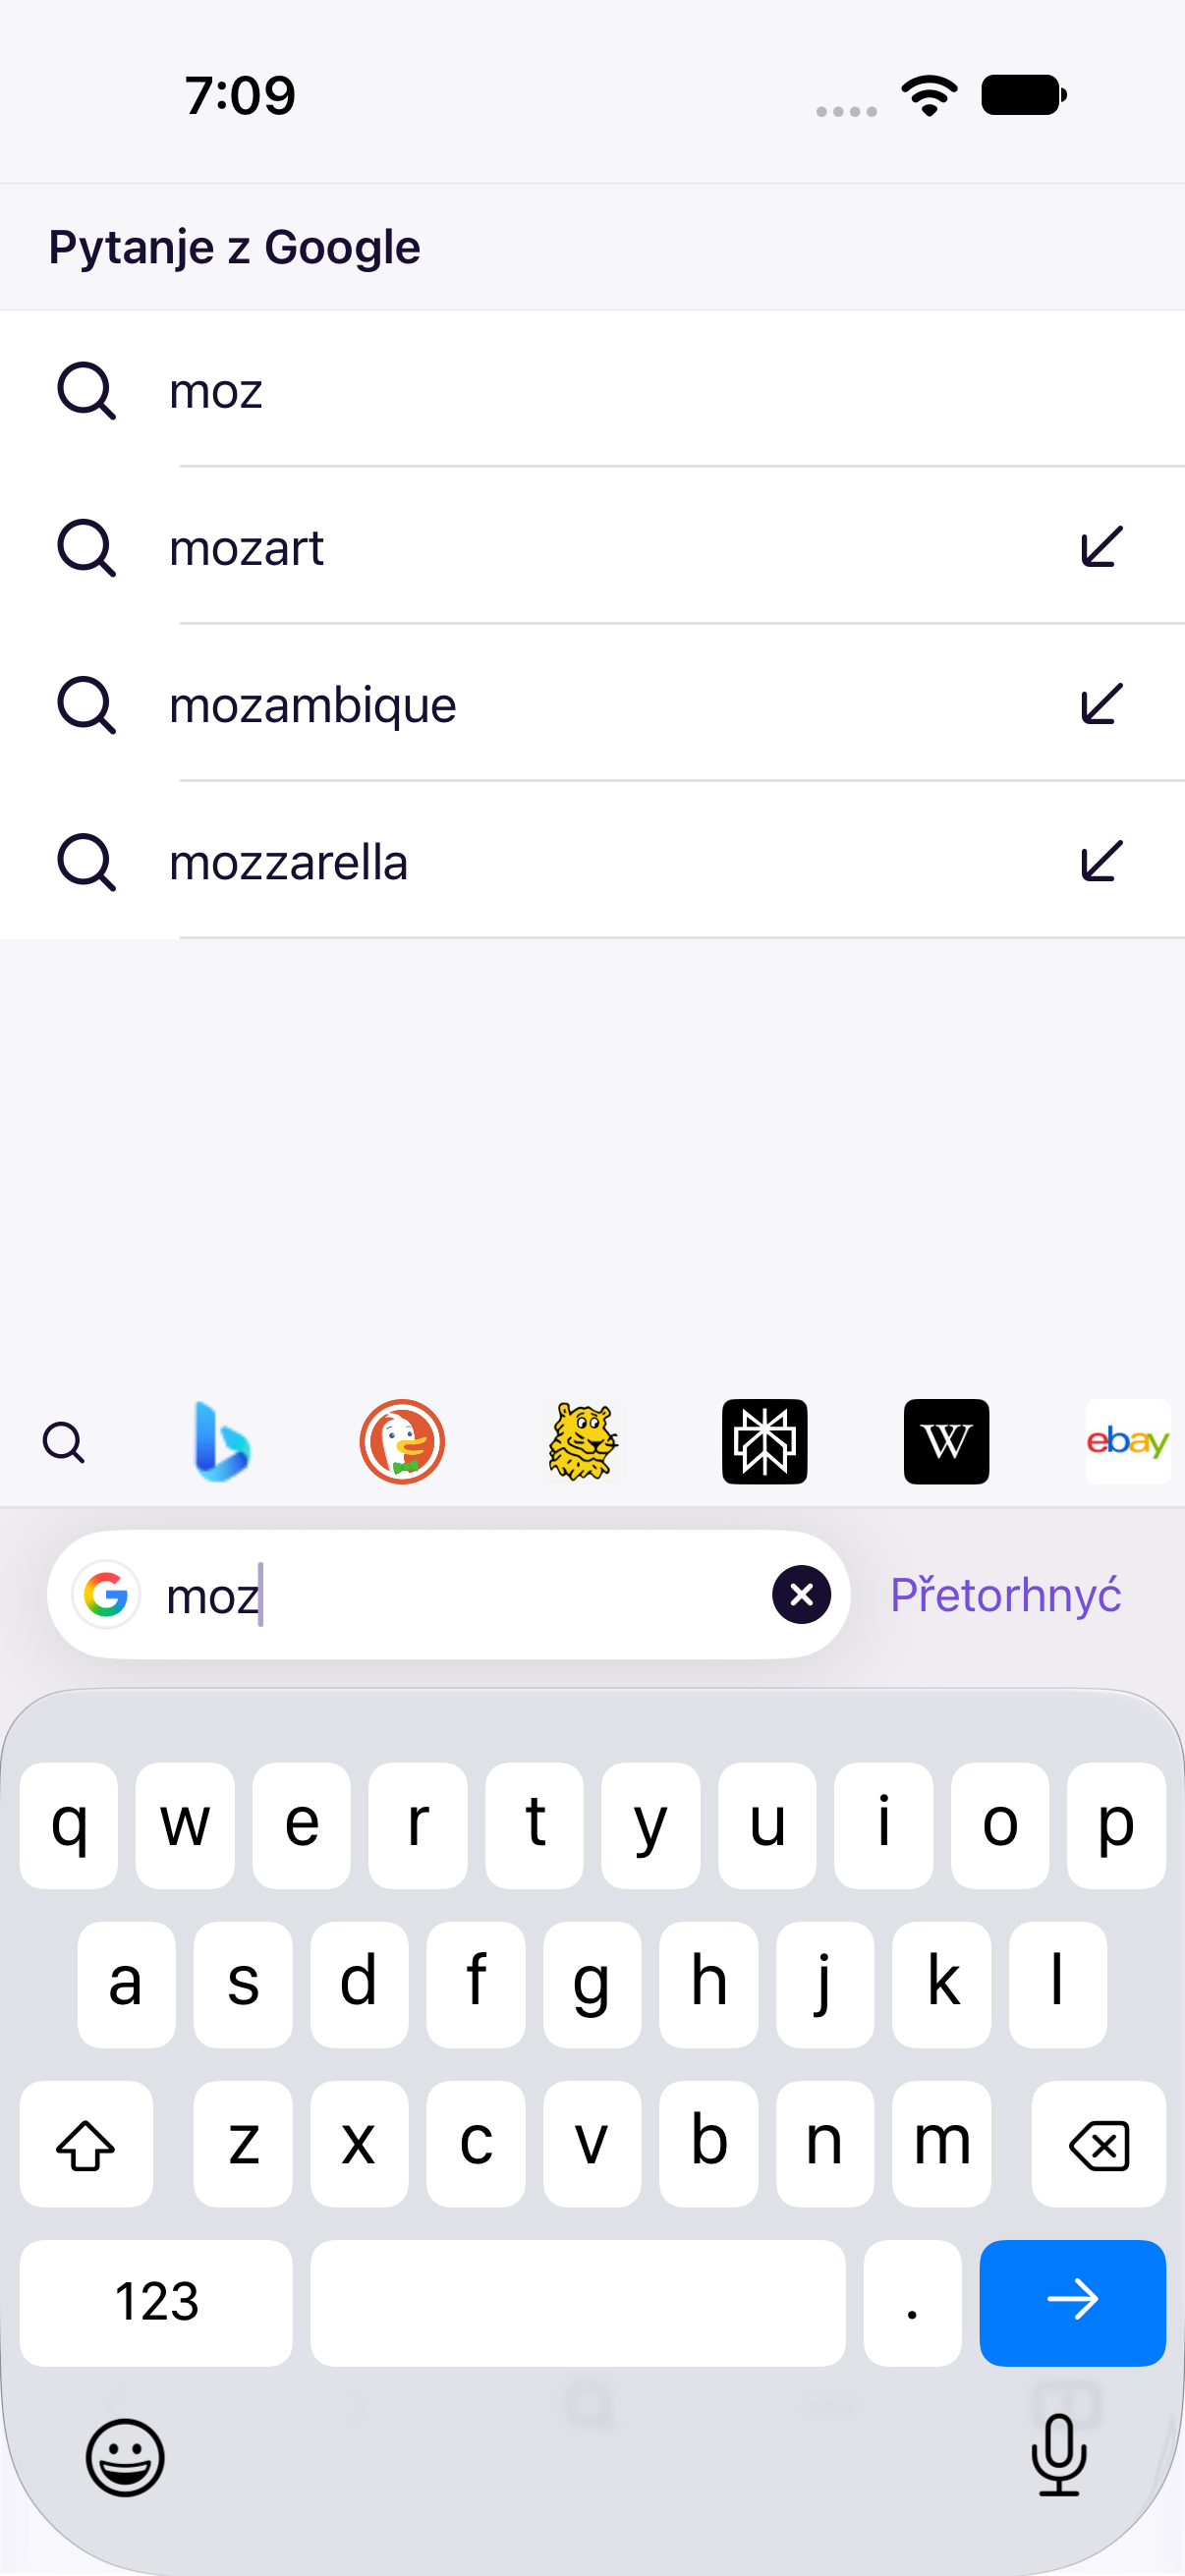 7:09
Pytanje z Google
moz
mozart
mozambique
mozzarella
W
ebay
moz
Přetorhnyć
q w e r t y u i o p
a s d f g h j k l
z x c v b n m
123 .